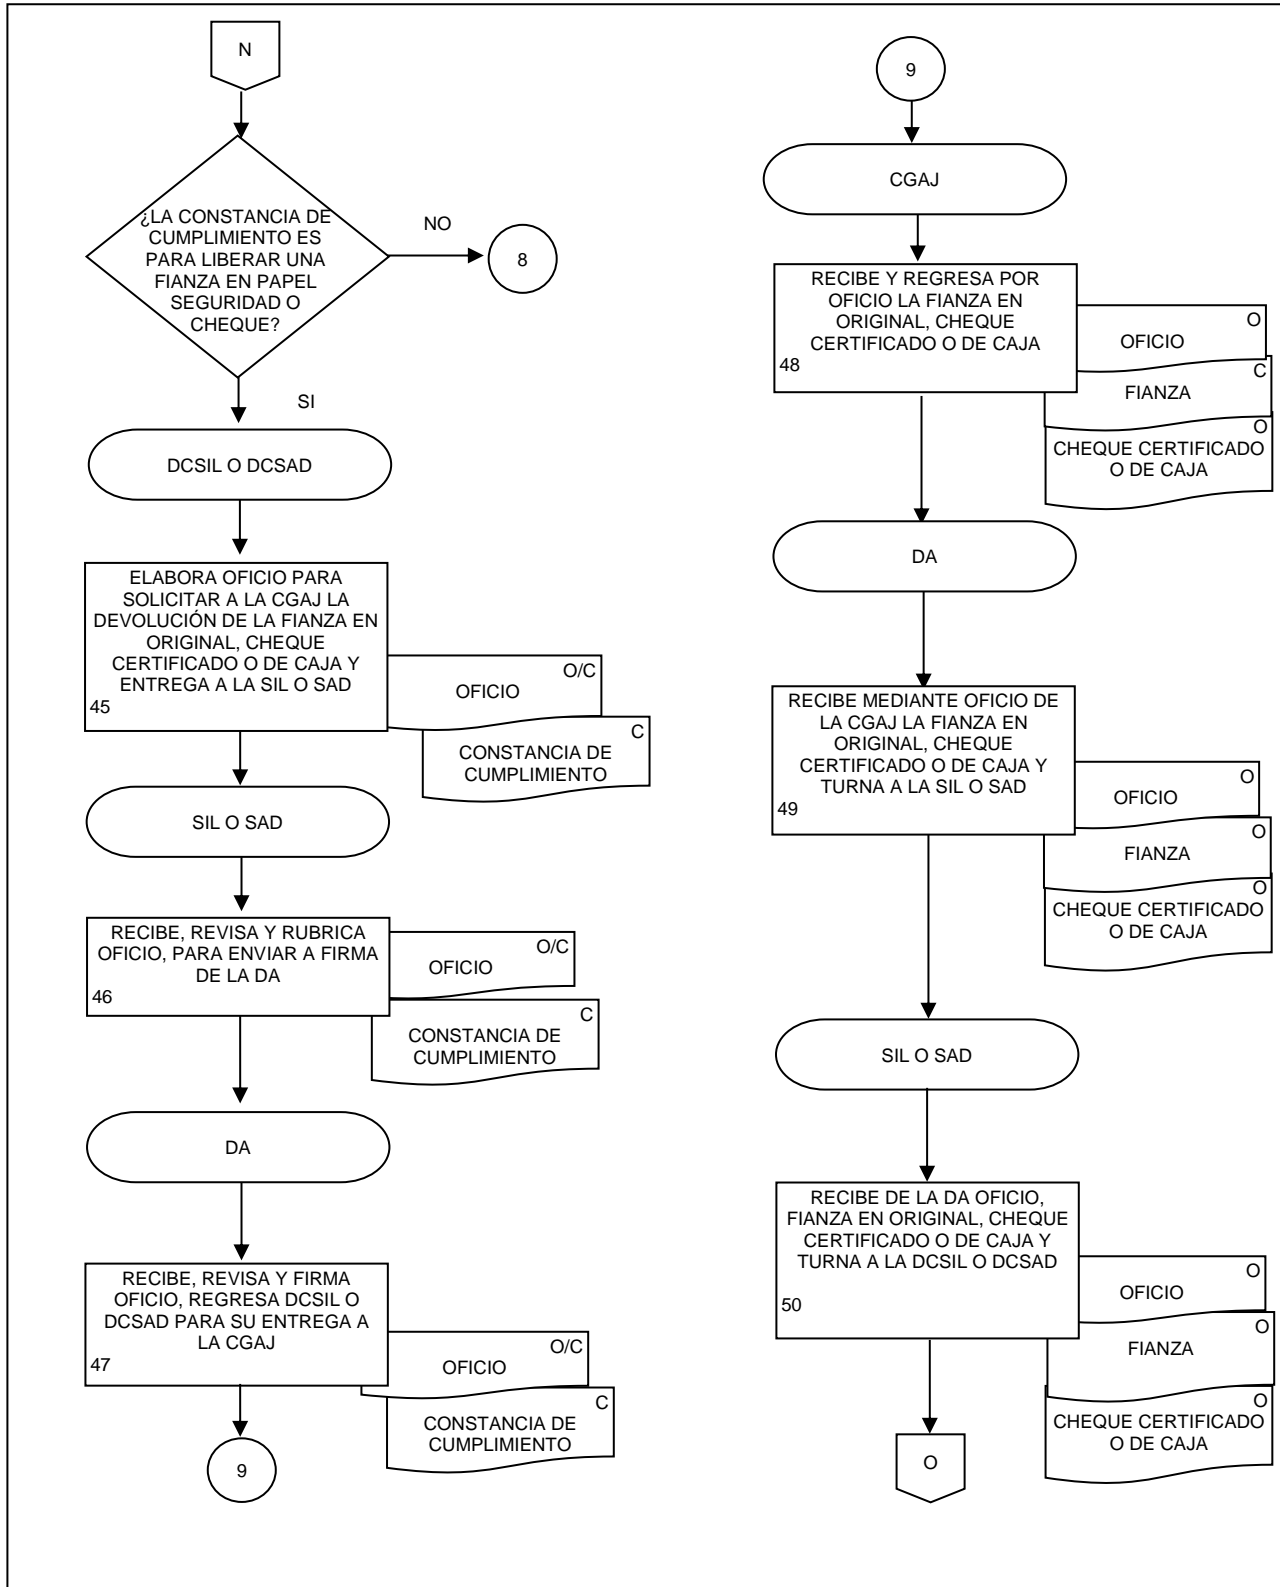 N
¿LA CONSTANCIA DE
CUMPLIMIENTO ES
PARA LIBERAR UNA
FIANZA EN PAPEL
SEGURIDAD O
CHEQUE?
NO
8
SI
DCSIL O DCSAD
ELABORA OFICIO PARA
SOLICITAR A LA CGAJ LA
DEVOLUCIÓN DE LA FIANZA EN
ORIGINAL, CHEQUE
CERTIFICADO O DE CAJA Y
ENTREGA A LA SIL O SAD
45
O/C
OFICIO
C
CONSTANCIA DE
CUMPLIMIENTO
SIL O SAD
RECIBE, REVISA Y RUBRICA
OFICIO, PARA ENVIAR A FIRMA
DE LA DA
46
O/C
OFICIO
C
CONSTANCIA DE
CUMPLIMIENTO
DA
RECIBE, REVISA Y FIRMA
OFICIO, REGRESA DCSIL O
DCSAD PARA SU ENTREGA A
LA CGAJ
47
O/C
OFICIO
C
CONSTANCIA DE
CUMPLIMIENTO
9
9
CGAJ
RECIBE Y REGRESA POR
OFICIO LA FIANZA EN
ORIGINAL, CHEQUE
CERTIFICADO O DE CAJA
48
O
OFICIO
C
FIANZA
O
CHEQUE CERTIFICADO
O DE CAJA
DA
RECIBE MEDIANTE OFICIO DE
LA CGAJ LA FIANZA EN
ORIGINAL, CHEQUE
CERTIFICADO O DE CAJA Y
TURNA A LA SIL O SAD
49
O
OFICIO
O
FIANZA
O
CHEQUE CERTIFICADO
O DE CAJA
SIL O SAD
RECIBE DE LA DA OFICIO,
FIANZA EN ORIGINAL, CHEQUE
CERTIFICADO O DE CAJA Y
TURNA A LA DCSIL O DCSAD
50
O
OFICIO
O
FIANZA
O
CHEQUE CERTIFICADO
O DE CAJA
O